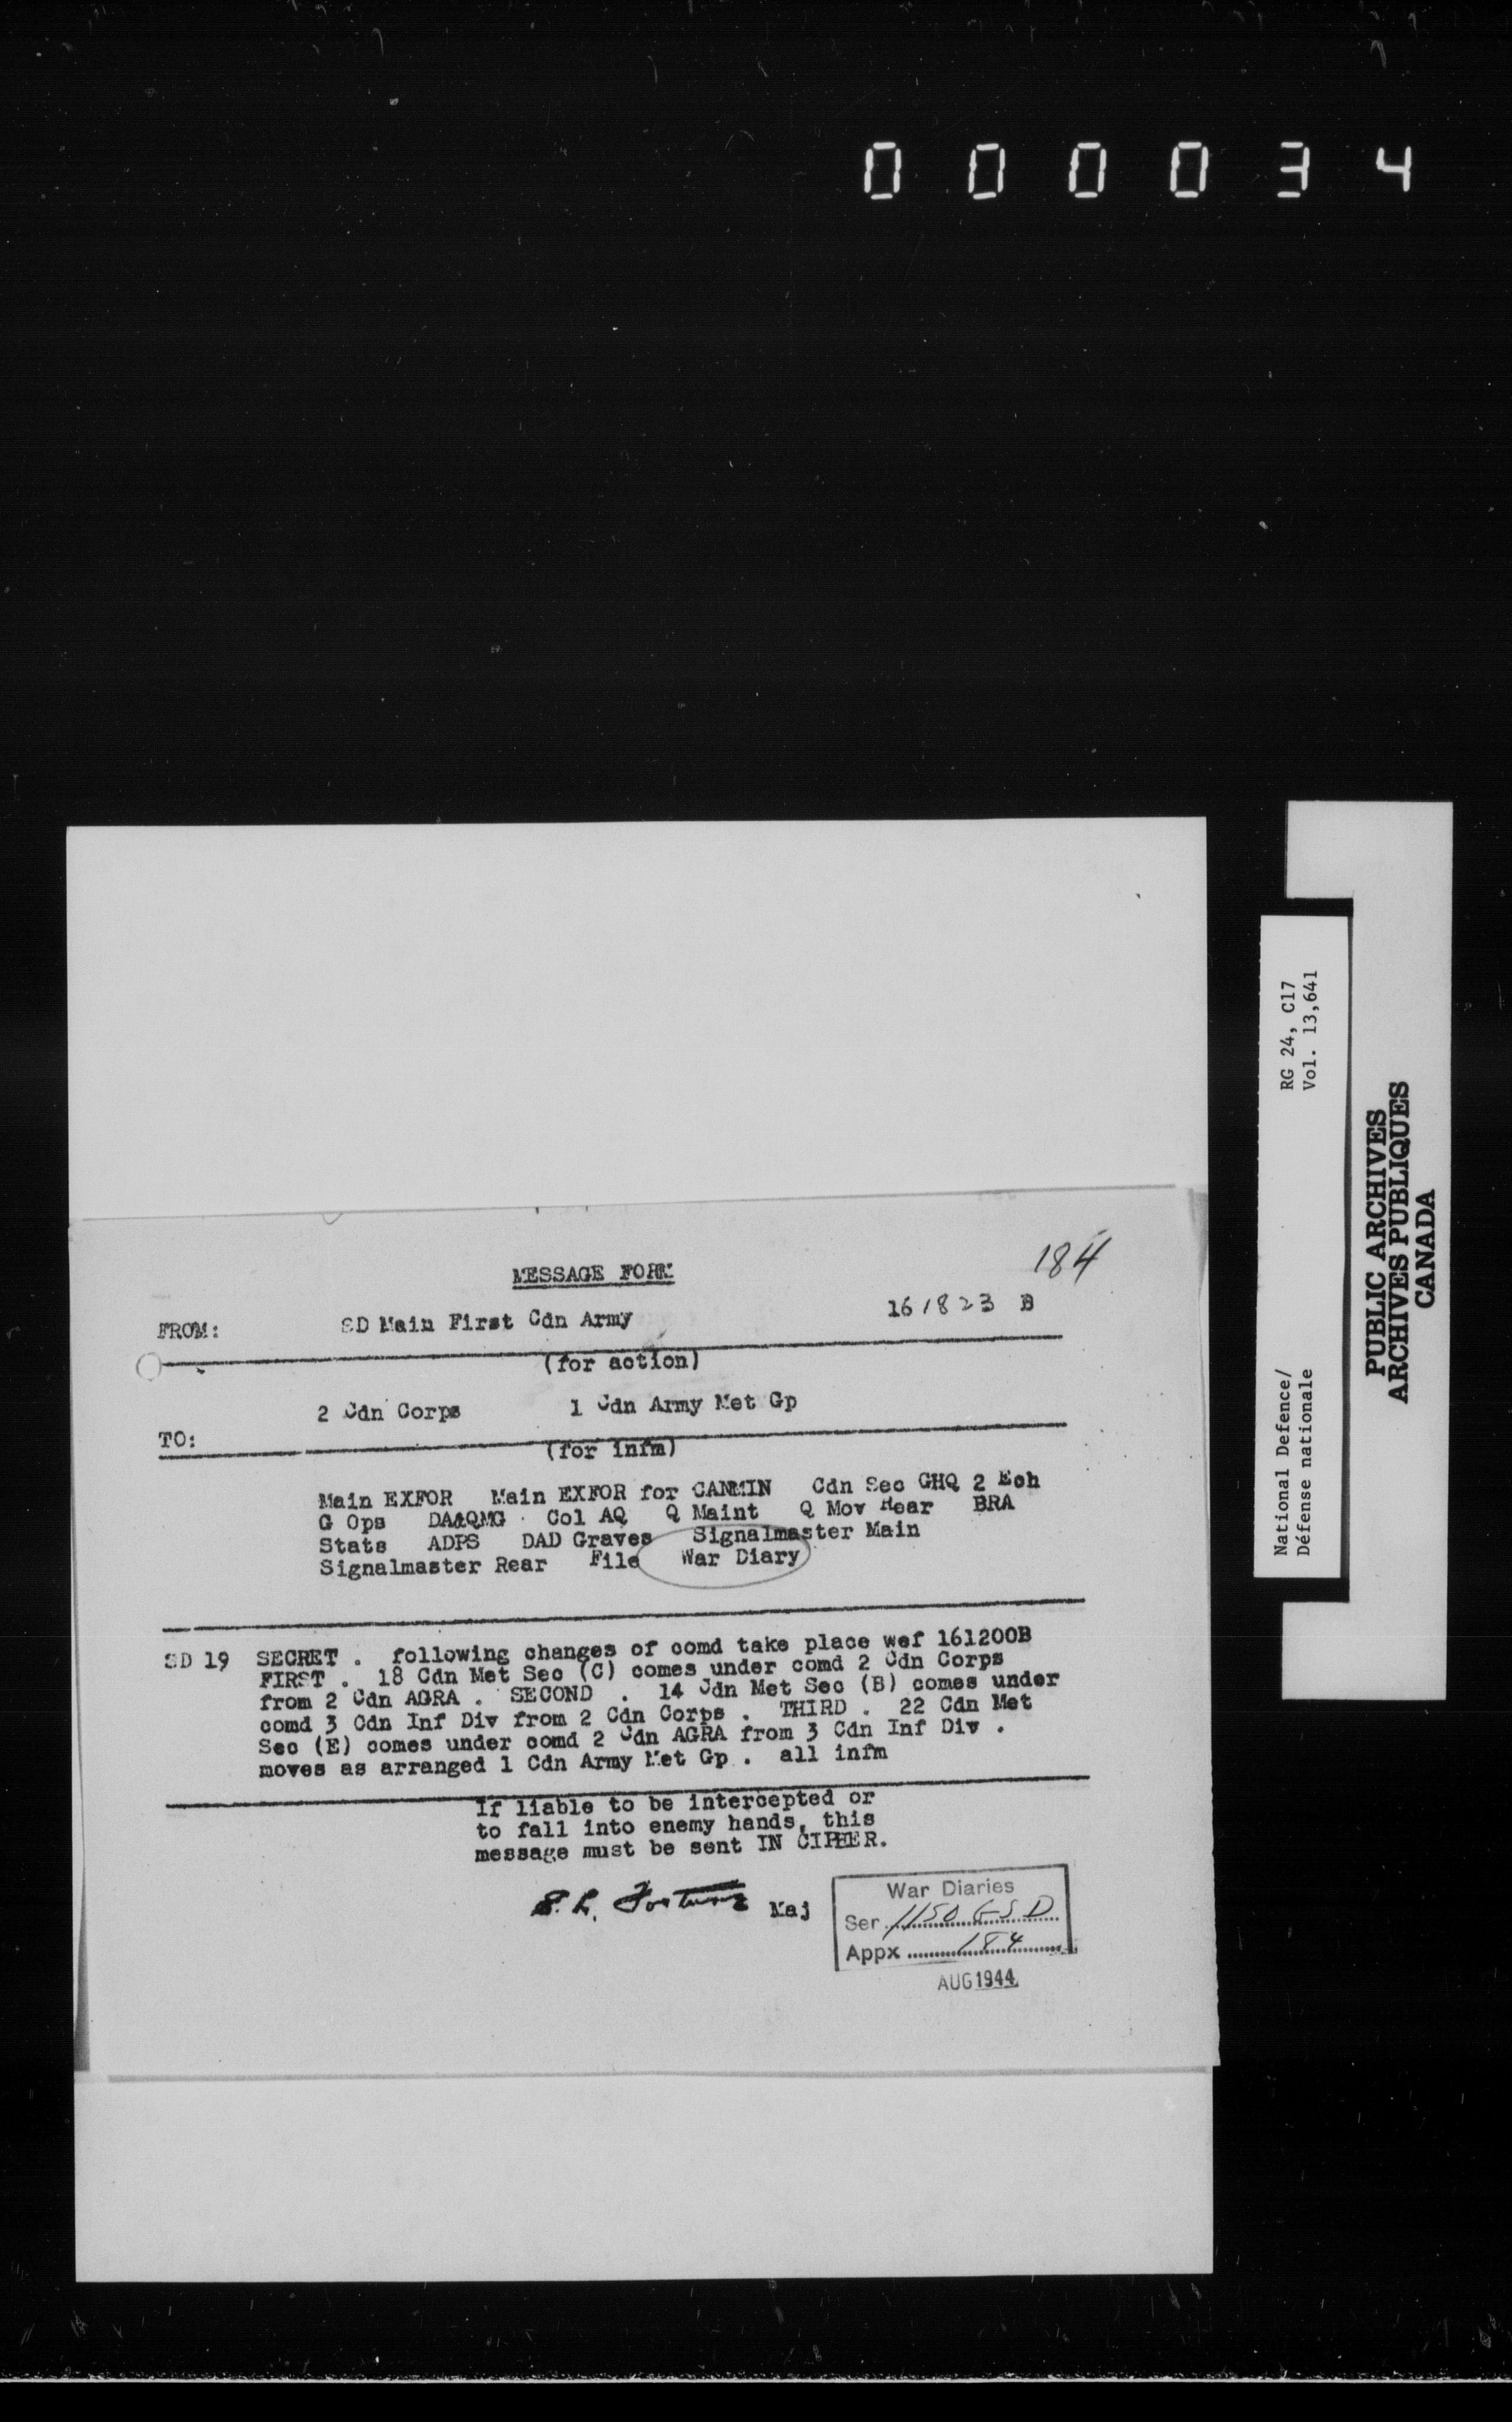 000034
184
MESSAGE FORM
161823 B
FROM: SD Main First Cdn Army
(for action)
2 Cdn Corps 1 Cdn Army Met Gp
TO:
(for infm)
Main EXFOR Main EXFOR for CANMIN Cdn Sec GHQ 2 Ech
G Ops DA&QMG Col AQ Q Maint Q Mov Rear BRA
Stats ADPS DAD Graves Signalmaster Main
Signalmaster Rear File War Diary
SD 19 SECRET . following changes of comd take place wef 161200B
FIRST . 18 Cdn Met Sec (C) comes under comd 2 Cdn Corps
from 2 Cdn AGRA . SECOND . 14 Cdn Met Sec (B) comes under
comd 3 Cdn Inf Div from 2 Cdn Corps . THIRD . 22 Cdn Met
Sec (E) comes under comd 2 Cdn AGRA from 3 Cdn Inf Div .
moves as arranged 1 Cdn Army Met Gp . all infm
If liable to be intercepted or
to fall into enemy hands, this
message must be sent IN CIPHER.
Maj
War Diaries
Ser. 1150 GSD
Appx 184
AUG 1944
RG 24, C17
Vol. 13,641
National Defence/
Défense nationale
PUBLIC ARCHIVES
ARCHIVES PUBLIQUES
CANADA